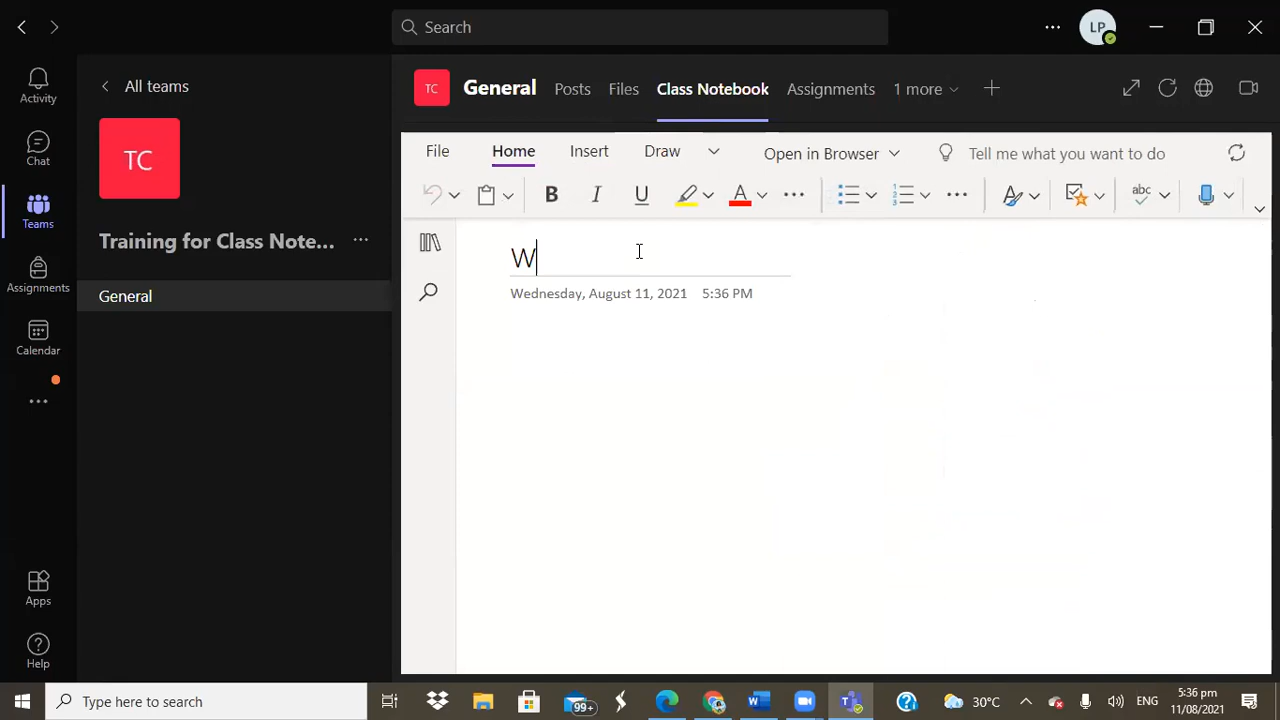 Search
LP
Activity
Chat
Teams
Assignments
Calendar
Apps
Help
All teams
TC
Training for Class Note...
General
TC
General
Posts
Files
Class Notebook
Assignments
1 more
File
Home
Insert
Draw
Open in Browser
Tell me what you want to do
B
I
U
A
A
abc
W
Wednesday, August 11, 2021 5:36 PM
Type here to search
99+
30°C
ENG
5:36 pm
11/08/2021